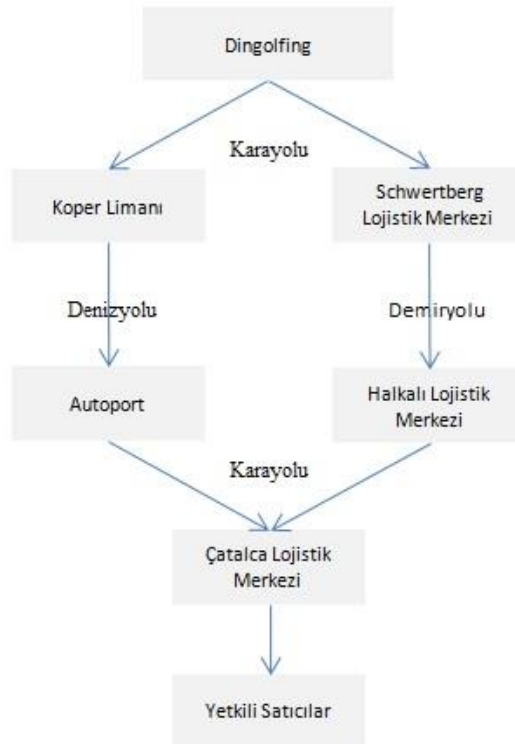 Dingolfing
Karayolu
Koper Limanı
Schwertberg
Lojistik Merkezi
Denizyolu
Demiryolu
Autoport
Halkalı Lojistik
Merkezi
Karayolu
Çatalca Lojistik
Merkezi
Yetkili Satıcılar